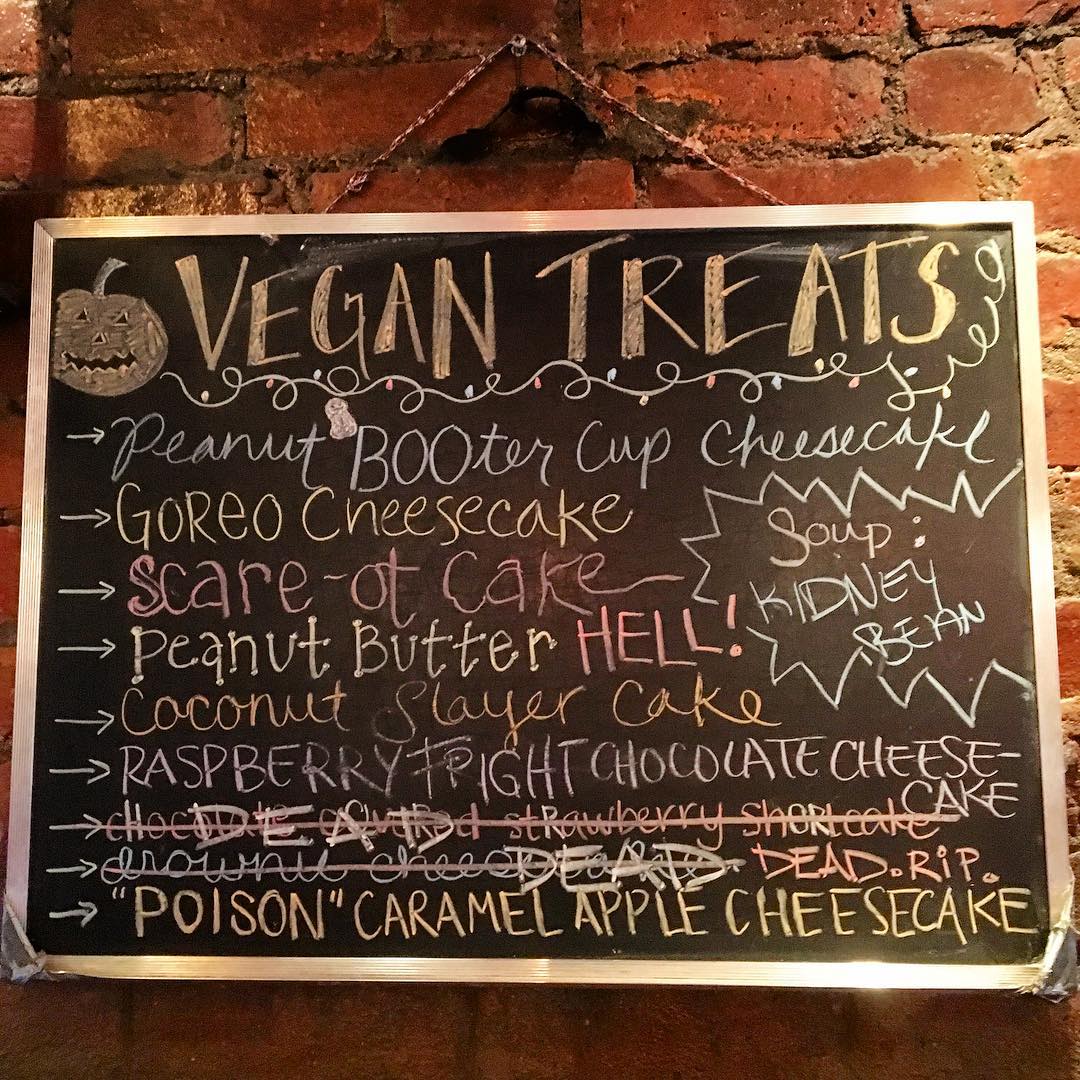 VEGAN TREATS
→ Peanut BOOter Cup Cheesecake
→ GOREO Cheesecake
Soup:
KIDNEY
BEAN
→ Scare-ot Cake
→ Peanut Butter HELL!
→ Coconut Slayer Cake
→ RASPBERRY FRIGHT CHOCOLATE CHEESE-
CAKE
→ chocolate covered strawberry shortcake DEAD
→ brownie cheesecake DEAD DEAD. RIP.
→ "POISON" CARAMEL APPLE CHEESECAKE